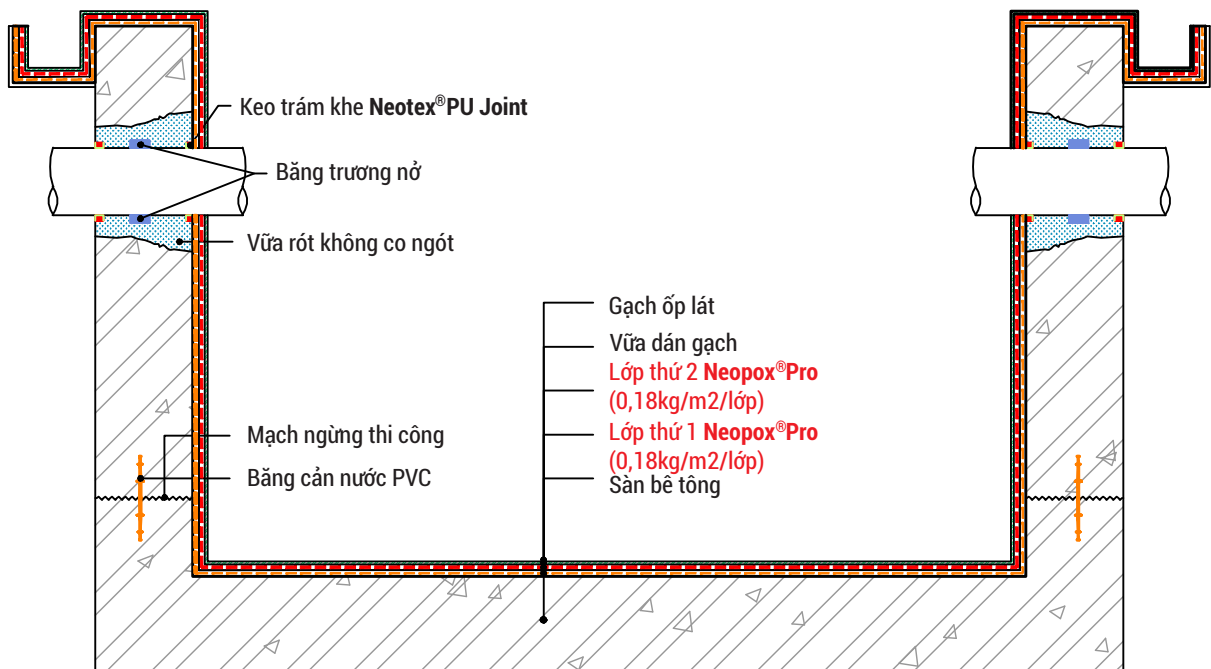 Keo trám khe Neotex®PU Joint
Băng trương nở
Vữa rót không co ngót
Gạch ốp lát
Vữa dán gạch
Lớp thứ 2 Neopox®Pro
(0,18kg/m2/lớp)
Lớp thứ 1 Neopox®Pro
(0,18kg/m2/lớp)
Sàn bê tông
Mạch ngừng thi công
Băng cản nước PVC